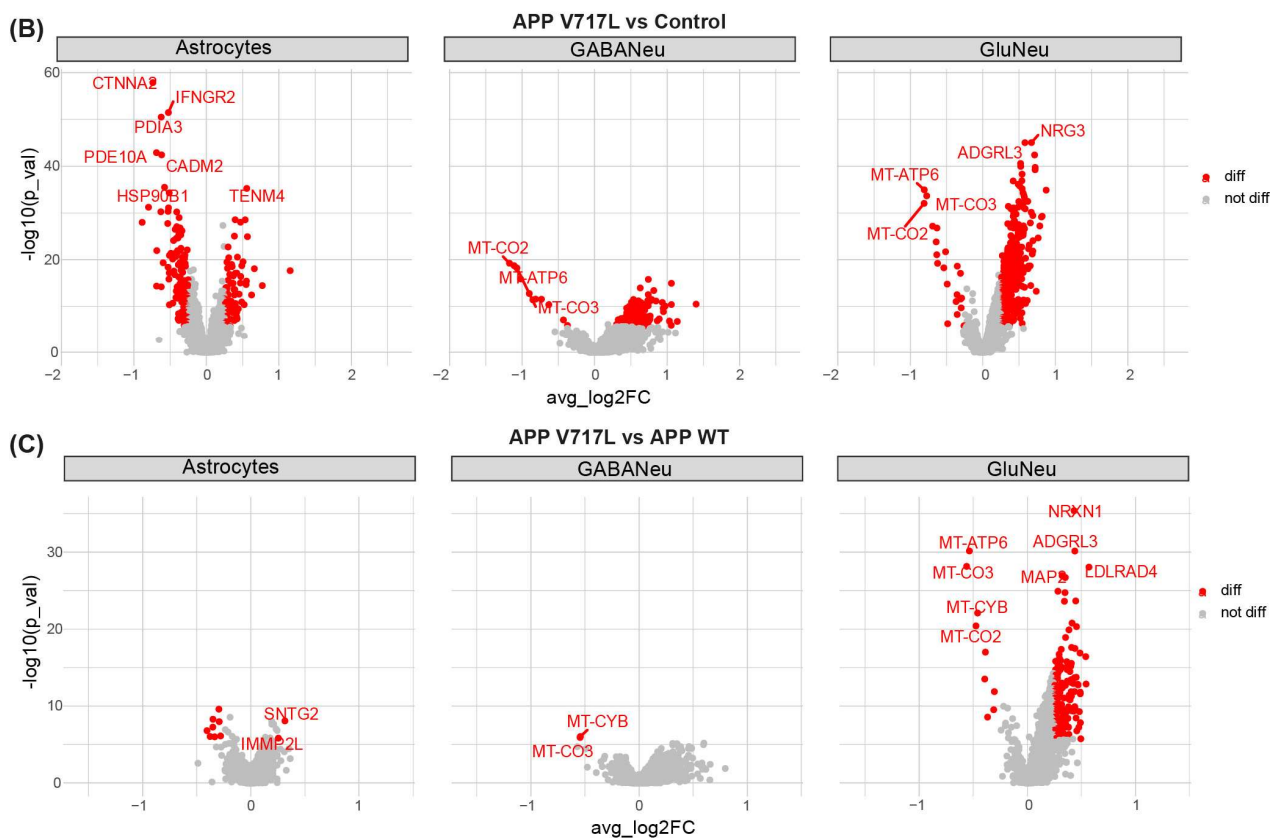 (B)
APP V717L vs Control
Astrocytes
GABANeu
GluNeu
60
40
20
0
-log10(p_val)
CTNNA2
IFNGR2
PDIA3
PDE10A
CADM2
HSP90B1
TENM4
MT-CO2
MT-ATP6
MT-CO3
NRG3
ADGRL3
MT-ATP6
MT-CO3
MT-CO2
diff
not diff
−2 −1 0 1 2
−2 −1 0 1 2
−2 −1 0 1 2
avg_log2FC
(C)
APP V717L vs APP WT
Astrocytes
GABANeu
GluNeu
30
20
10
0
-log10(p_val)
SNTG2
IMMP2L
MT-CYB
MT-CO3
NRXN1
MT-ATP6
ADGRL3
MT-CO3
MAP2
LDLRAD4
MT-CYB
MT-CO2
diff
not diff
−1 0 1
−1 0 1
−1 0 1
avg_log2FC